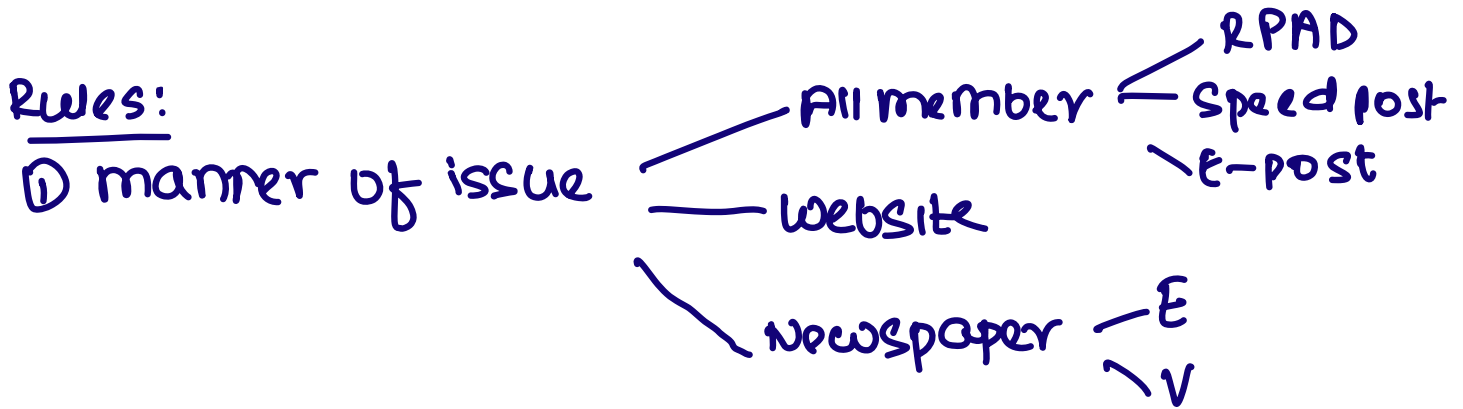 Rules:
① manner of issue
All member
RPAD
Speed post
E-post
Website
Newspaper
E
V